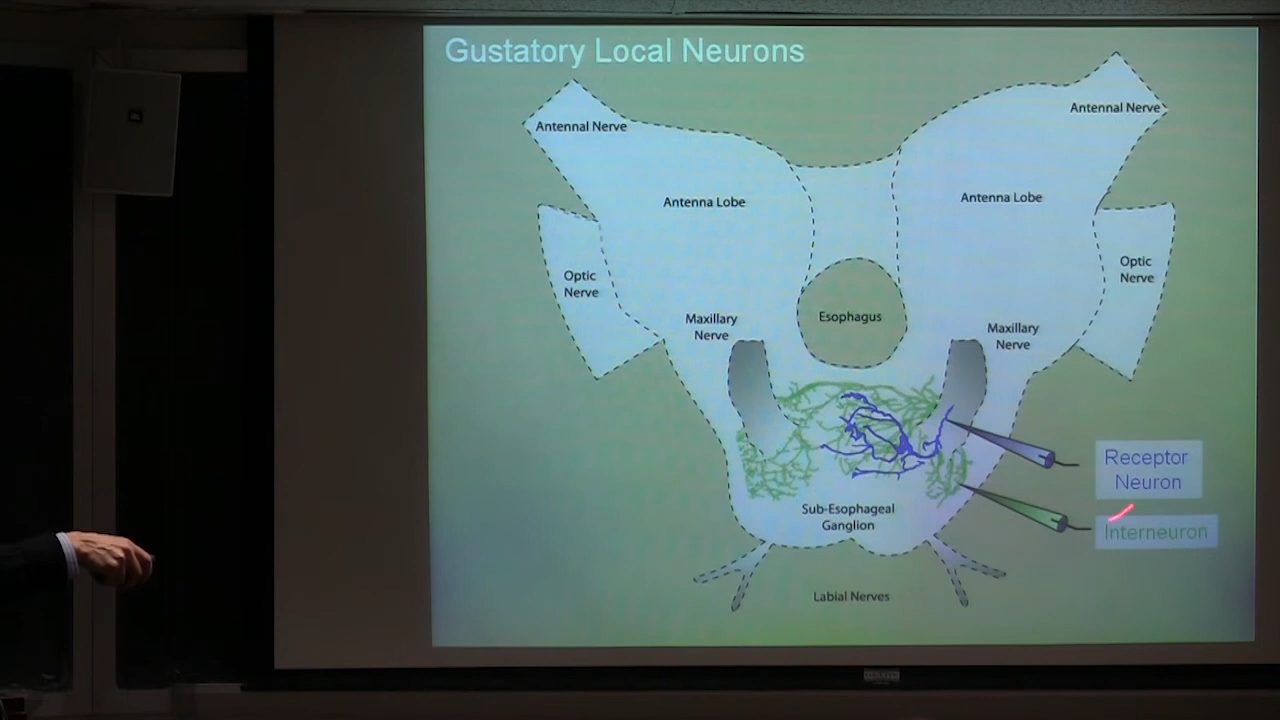 Gustatory Local Neurons
Antennal Nerve
Antennal Nerve
Antenna Lobe
Antenna Lobe
Optic
Nerve
Optic
Nerve
Maxillary
Nerve
Esophagus
Maxillary
Nerve
Receptor
Neuron
Sub-Esophageal
Ganglion
Interneuron
Labial Nerves